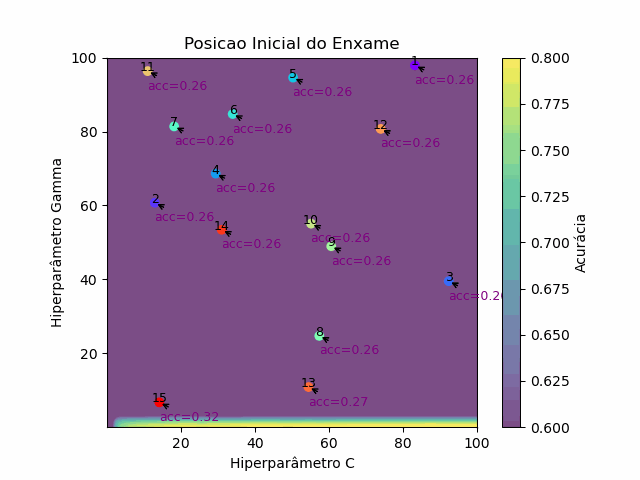 Posicao Inicial do Enxame
1
acc=0.26
11
acc=0.26
5
acc=0.26
6
acc=0.26
7
acc=0.26
12
acc=0.26
4
acc=0.26
2
acc=0.26
14
acc=0.26
10
acc=0.26
9
acc=0.26
3
acc=0.26
8
acc=0.26
13
acc=0.27
15
acc=0.32
100
80
60
40
20
Hiperparâmetro Gamma
20
40
60
80
100
Hiperparâmetro C
0.800
0.775
0.750
0.725
0.700
0.675
0.650
0.625
0.600
Acurácia